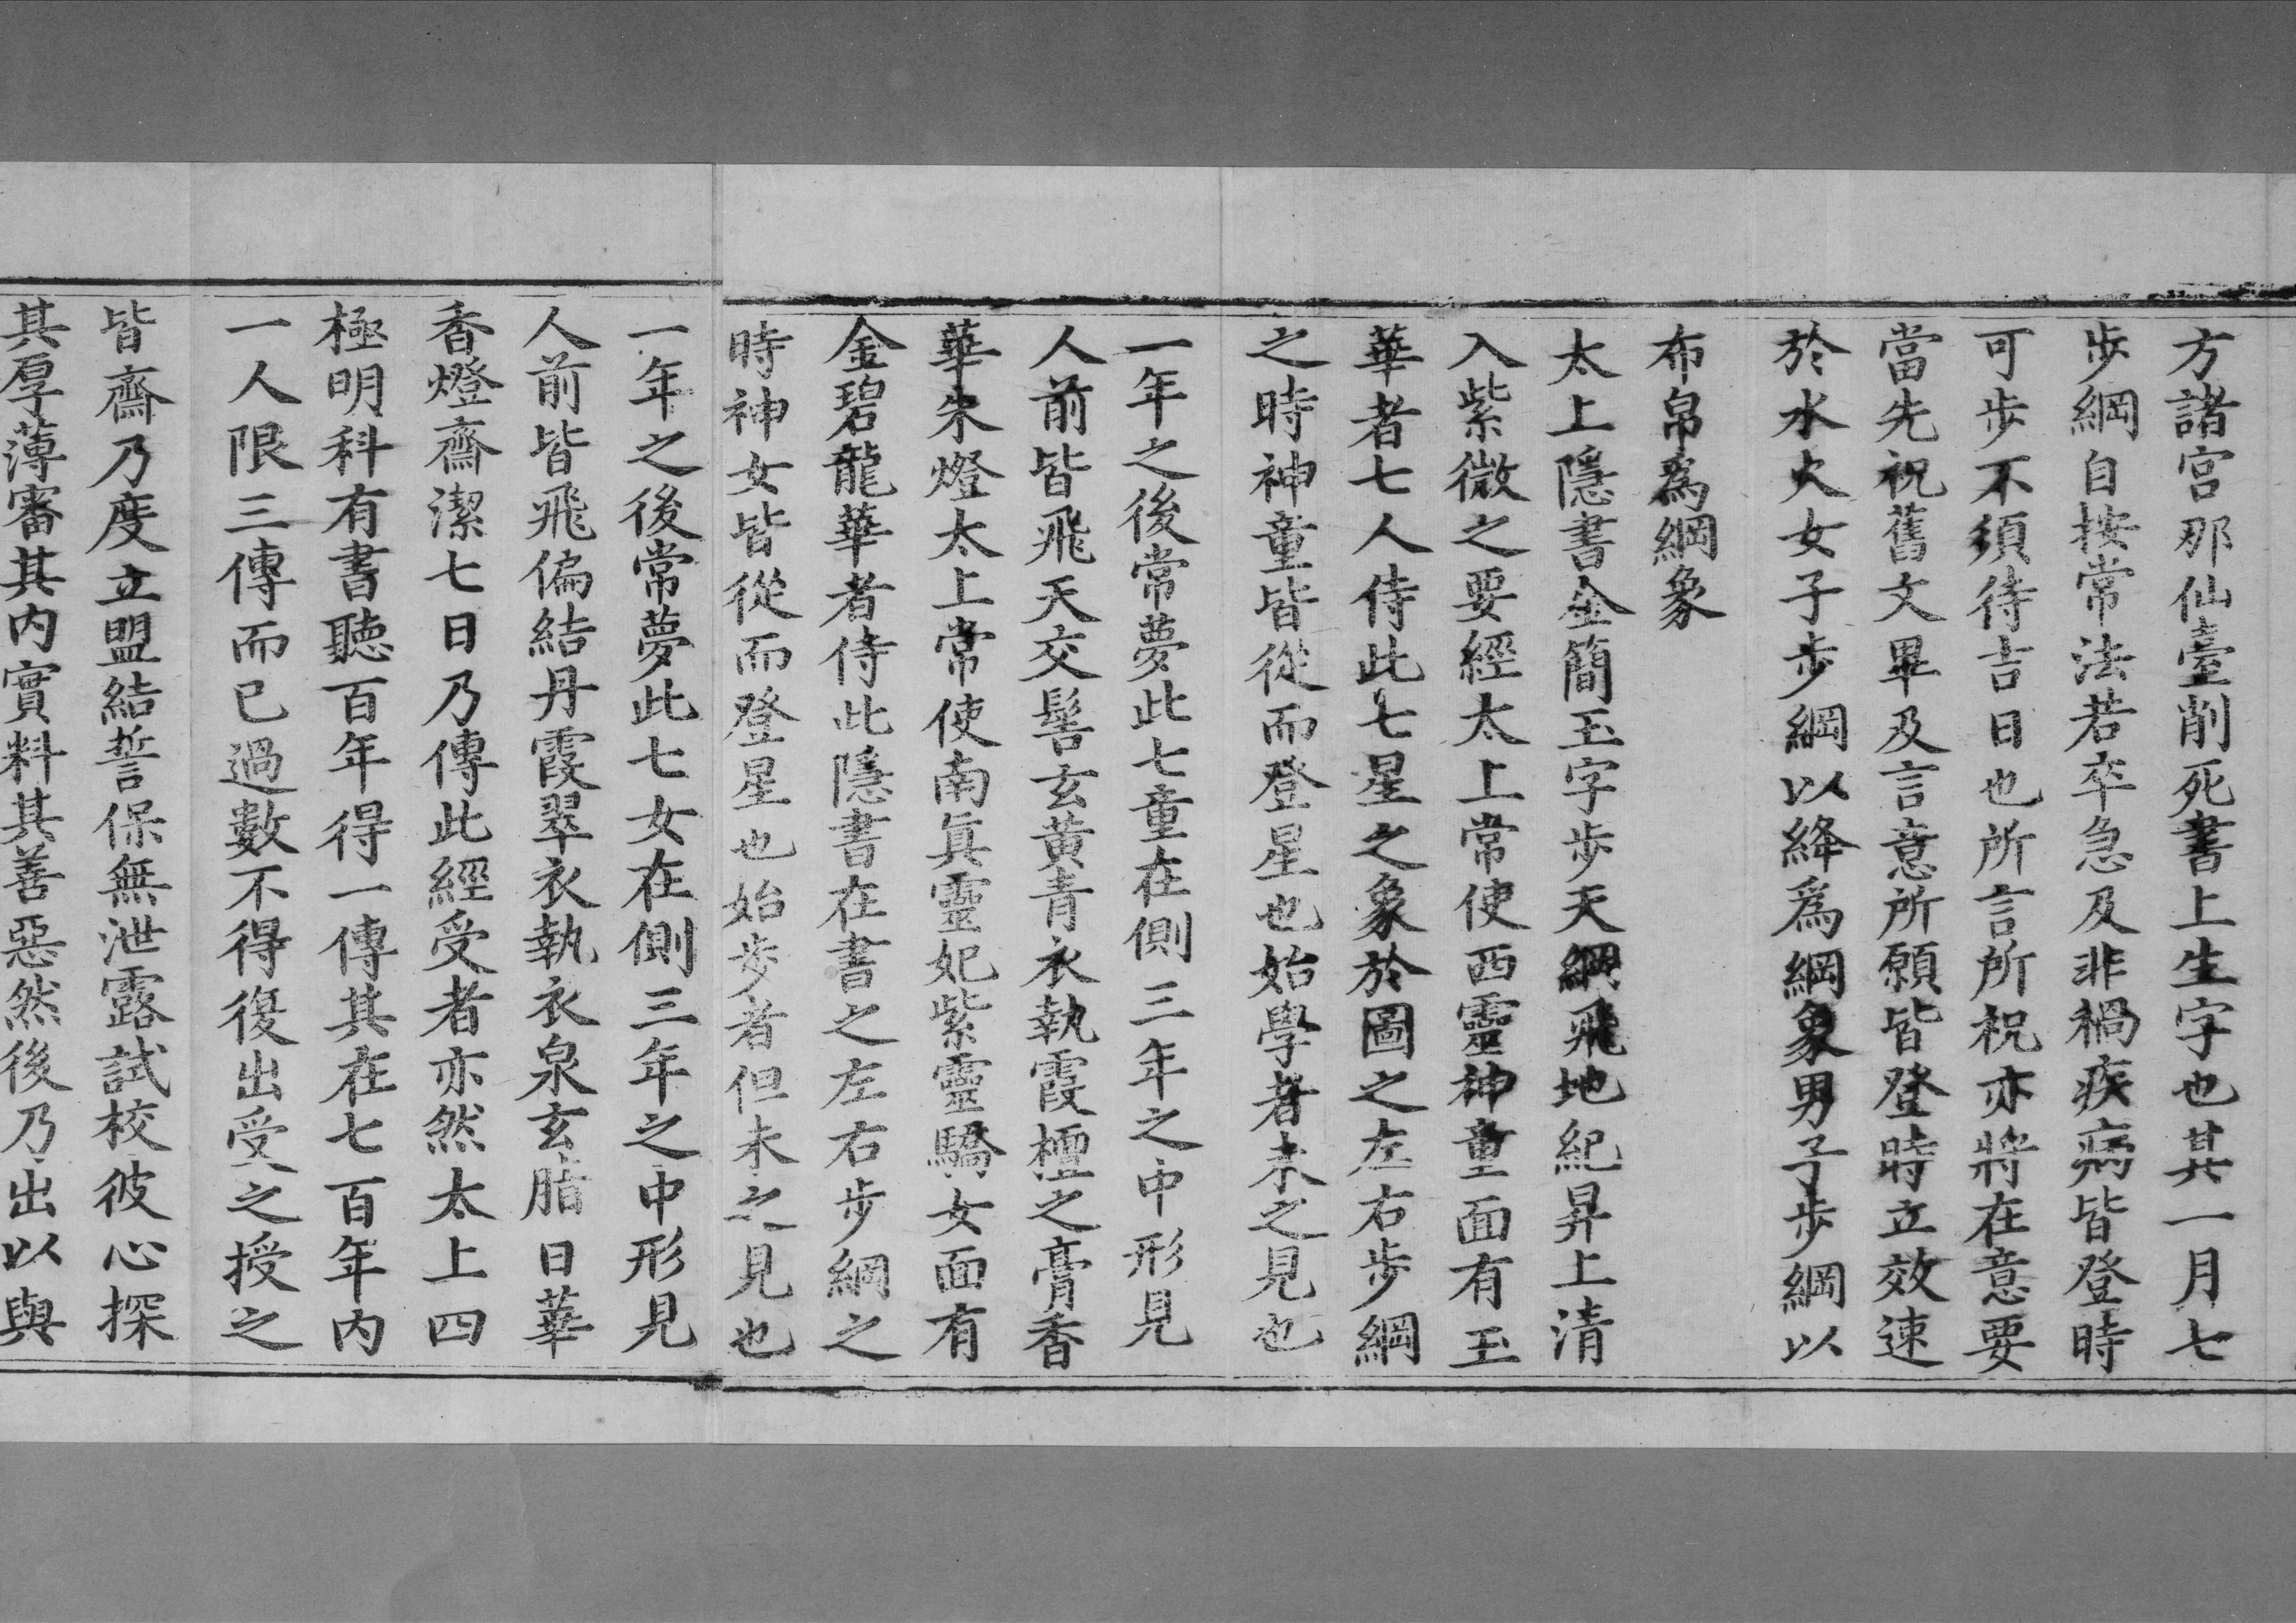 方諸宮那仙臺削死書上生字也其一月七
步綱自按常法若卒急及非禍疾病皆登時
可步不須待吉日也所言所祝亦將在意要
當先祝舊文畢及言意所願皆登時立效速
於水火女子步綱以絳爲綱象男子步綱以
布帛爲綱象
太上隱書金簡玉字步天綱飛地紀昇上清
入紫微之要經太上常使西靈神童面有玉
華者七人侍此七星之象於圖之左右步綱
之時神童皆從而登星也始學者未之見也
一年之後常夢此七童在側三年之中形見
人前皆飛天交髻玄黃青衣執霞檀之膏香
華朱燈太上常使南真靈妃紫靈驕女面有
金碧龍華者侍此隱書在書之左右步綱之
時神女皆從而登星也始步者但未之見也
一年之後常夢此七女在側三年之中形見
人前皆飛偏結丹霞翠衣執衣泉玄脂日華
香燈齋潔七日乃傳此經受者亦然太上四
極明科有書聽百年得一傳其在七百年內
一人限三傳而已過數不得復出受之授之
皆齋乃度立盟結誓保無泄露試校彼心探
其厚薄審其內實料其善惡然後乃出以與